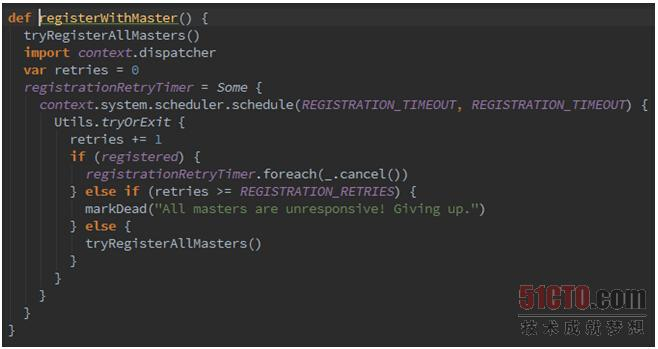 def registerWithMaster() {
  tryRegisterAllMasters()
  import context.dispatcher
  var retries = 0
  registrationRetryTimer = Some {
    context.system.scheduler.schedule(REGISTRATION_TIMEOUT, REGISTRATION_TIMEOUT) {
      Utils.tryOrExit {
        retries += 1
        if (registered) {
          registrationRetryTimer.foreach(_.cancel())
        } else if (retries >= REGISTRATION_RETRIES) {
          markDead("All masters are unresponsive! Giving up.")
        } else {
          tryRegisterAllMasters()
        }
      }
    }
  }
}
51CTO.com
技术成就梦想